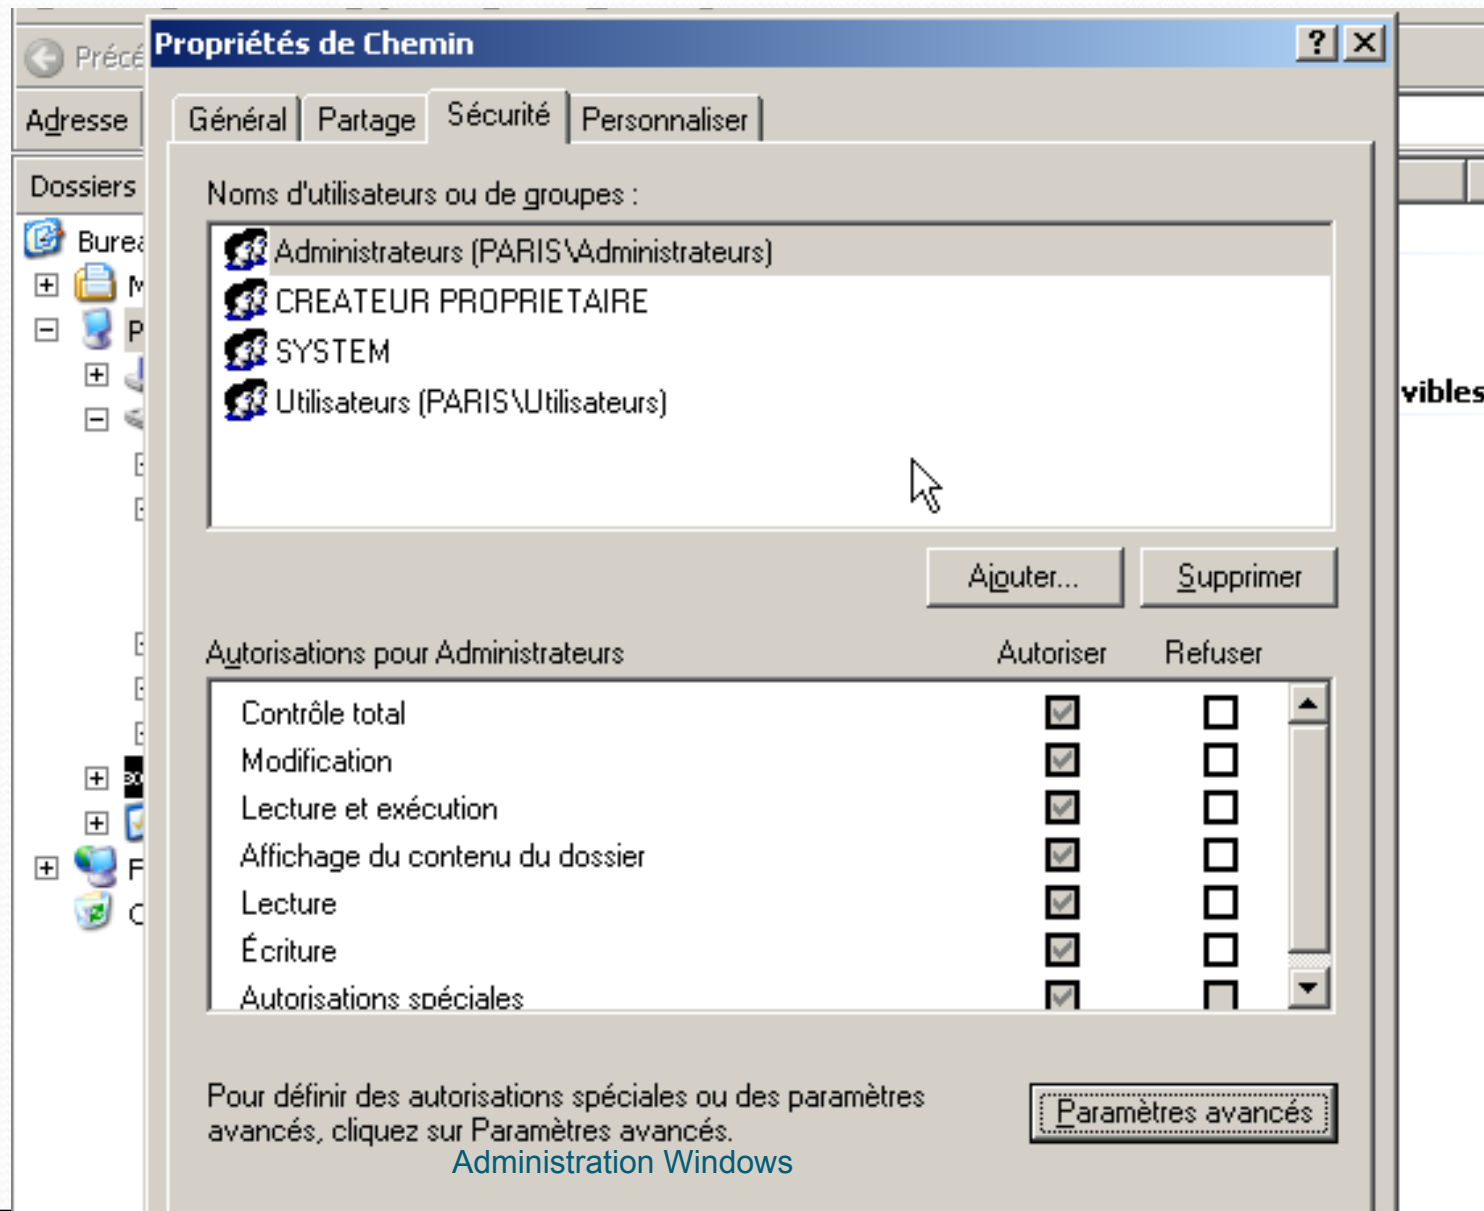 Propriétés de Chemin
Adresse
Général Partage Sécurité Personnaliser
Dossiers
Noms d'utilisateurs ou de groupes :
Administrateurs (PARIS\Administrateurs)
CREATEUR PROPRIETAIRE
SYSTEM
Utilisateurs (PARIS\Utilisateurs)
Ajouter... Supprimer
Autorisations pour Administrateurs Autoriser Refuser
Contrôle total
Modification
Lecture et exécution
Affichage du contenu du dossier
Lecture
Écriture
Autorisations spéciales
Pour définir des autorisations spéciales ou des paramètres
avancés, cliquez sur Paramètres avancés.
Paramètres avancés
Administration Windows